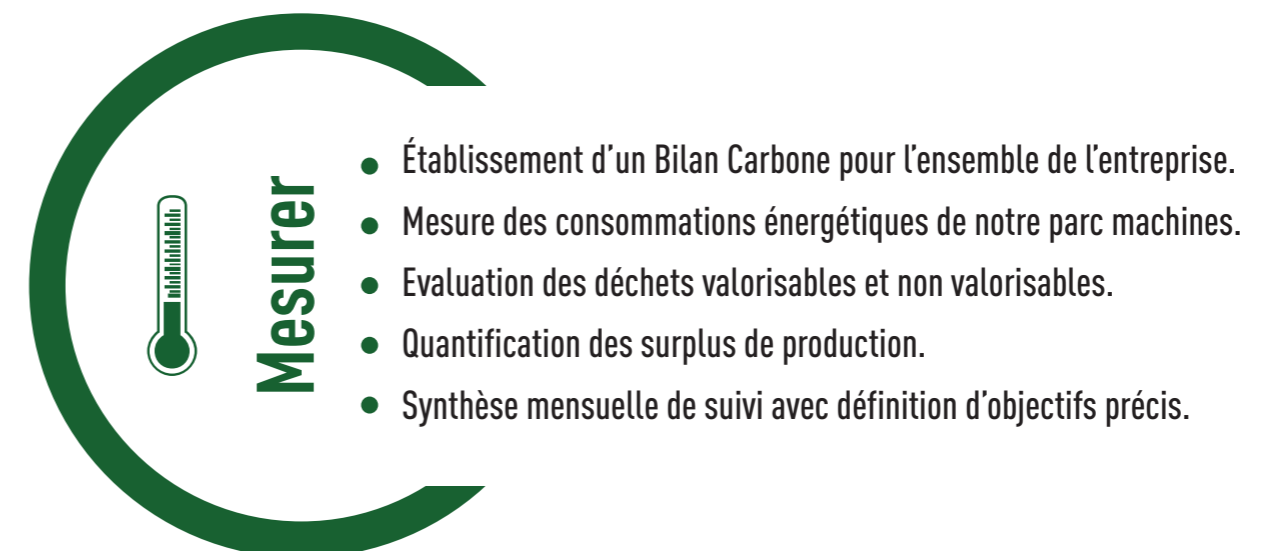 Mesurer
• Établissement d’un Bilan Carbone pour l’ensemble de l’entreprise.
• Mesure des consommations énergétiques de notre parc machines.
• Evaluation des déchets valorisables et non valorisables.
• Quantification des surplus de production.
• Synthèse mensuelle de suivi avec définition d’objectifs précis.